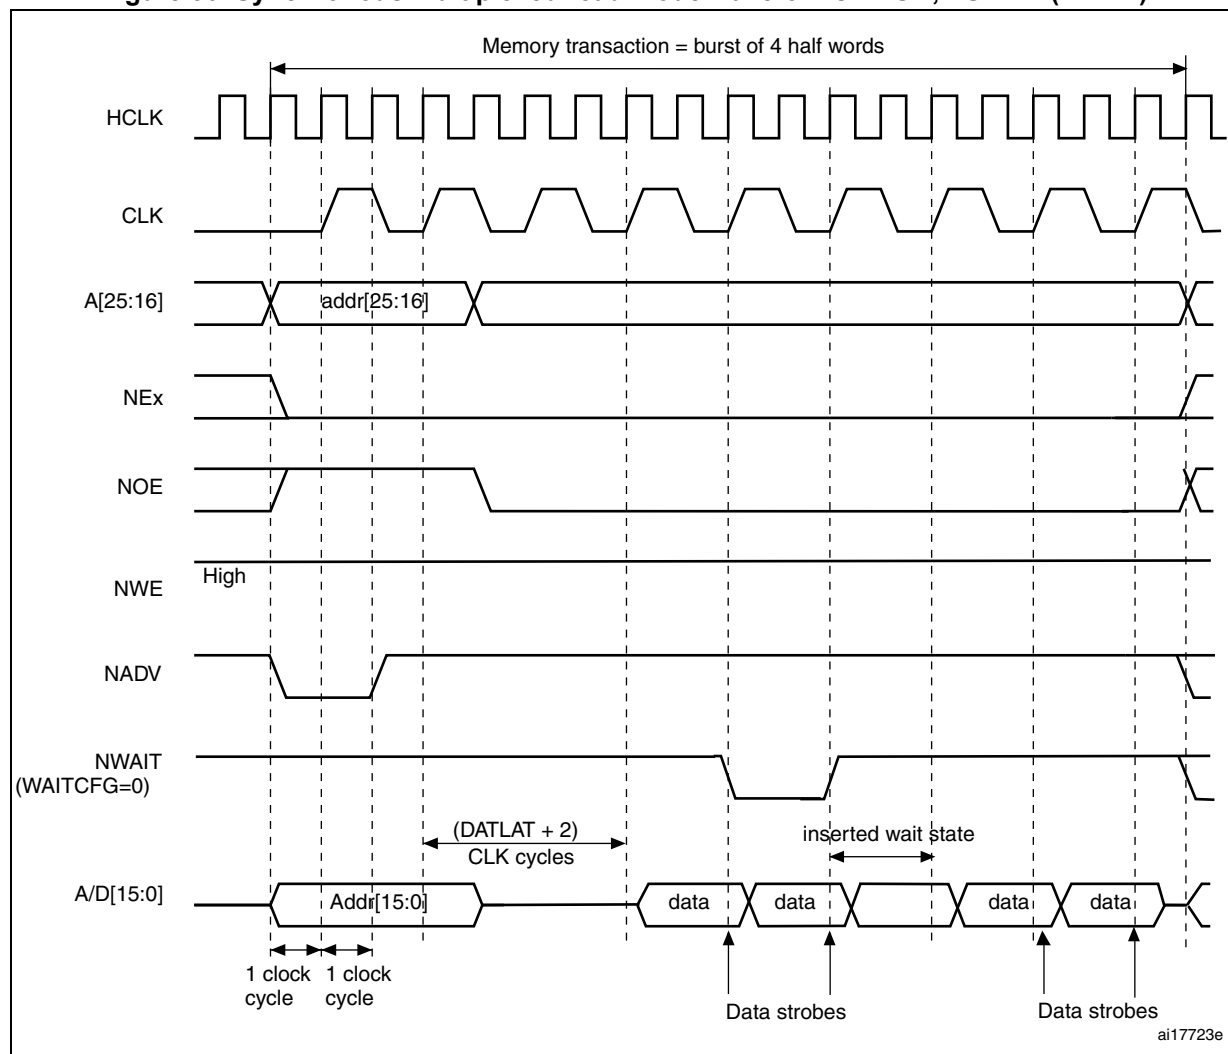 Memory transaction = burst of 4 half words
HCLK
CLK
A[25:16]
addr[25:16]
NEx
NOE
High
NWE
NADV
NWAIT
(WAITCFG=0)
(DATLAT + 2)
CLK cycles
inserted wait state
A/D[15:0]
Addr[15:0]
data
data
data
data
1 clock
cycle
1 clock
cycle
Data strobes
Data strobes
ai17723e